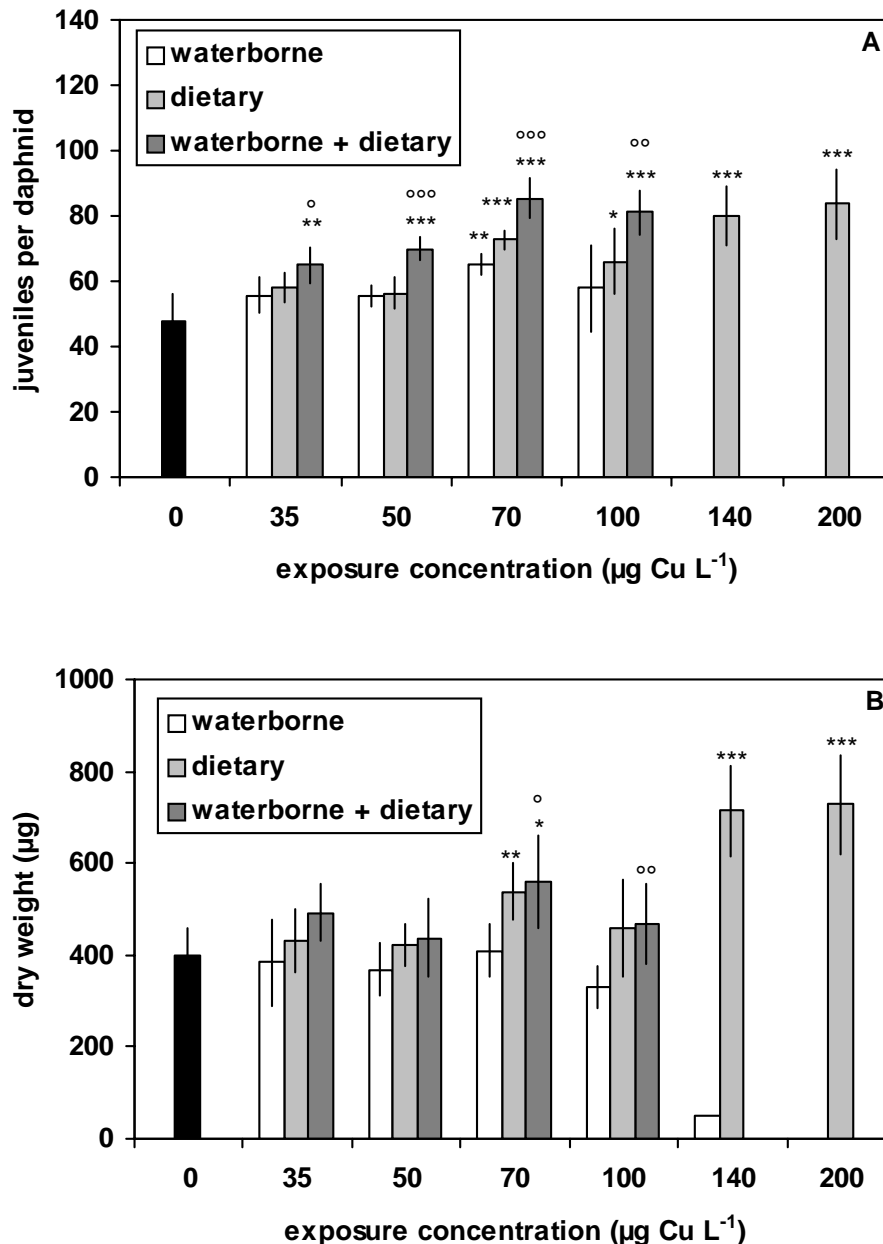 A
waterborne
dietary
waterborne + dietary
juveniles per daphnid
140
120
100
80
60
40
20
0
° °°° °°° °°
** *** ** *** *** * *** *** ***
0 35 50 70 100 140 200
exposure concentration (µg Cu L-1)
B
waterborne
dietary
waterborne + dietary
dry weight (µg)
1000
800
600
400
200
0
° °°
** * *** ***
0 35 50 70 100 140 200
exposure concentration (µg Cu L-1)